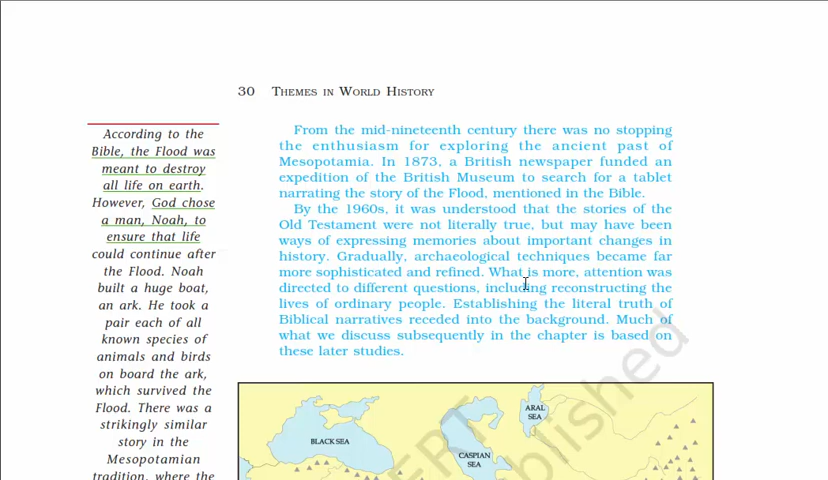 30 THEMES IN WORLD HISTORY
According to the
Bible, the Flood was
meant to destroy
all life on earth.
However, God chose
a man, Noah, to
ensure that life
could continue after
the Flood. Noah
built a huge boat,
an ark. He took a
pair each of all
known species of
animals and birds
on board the ark,
which survived the
Flood. There was a
strikingly similar
story in the
Mesopotamian
tradition, where the
From the mid-nineteenth century there was no stopping
the enthusiasm for exploring the ancient past of
Mesopotamia. In 1873, a British newspaper funded an
expedition of the British Museum to search for a tablet
narrating the story of the Flood, mentioned in the Bible.
By the 1960s, it was understood that the stories of the
Old Testament were not literally true, but may have been
ways of expressing memories about important changes in
history. Gradually, archaeological techniques became far
more sophisticated and refined. What is more, attention was
directed to different questions, including reconstructing the
lives of ordinary people. Establishing the literal truth of
Biblical narratives receded into the background. Much of
what we discuss subsequently in the chapter is based on
these later studies.
BLACK SEA
CASPIAN
SEA
ARAL
SEA